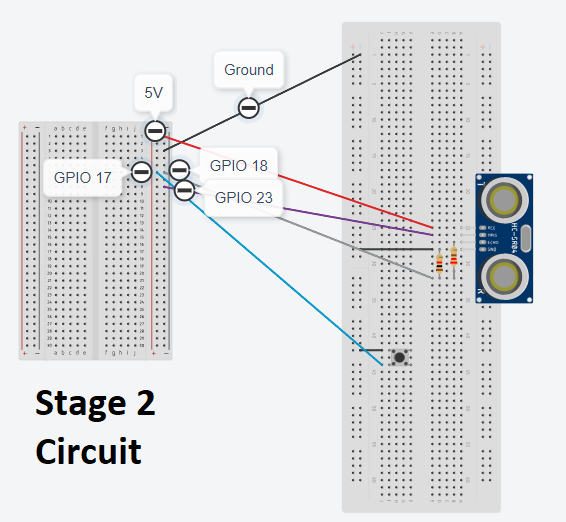 Ground
5V
GPIO 17
GPIO 18
GPIO 23
a b c d e
f g h i j
HC-SR04
T
VCC
TRIG
ECHO
GND
R
a b c d e
f g h i j
Stage 2
Circuit